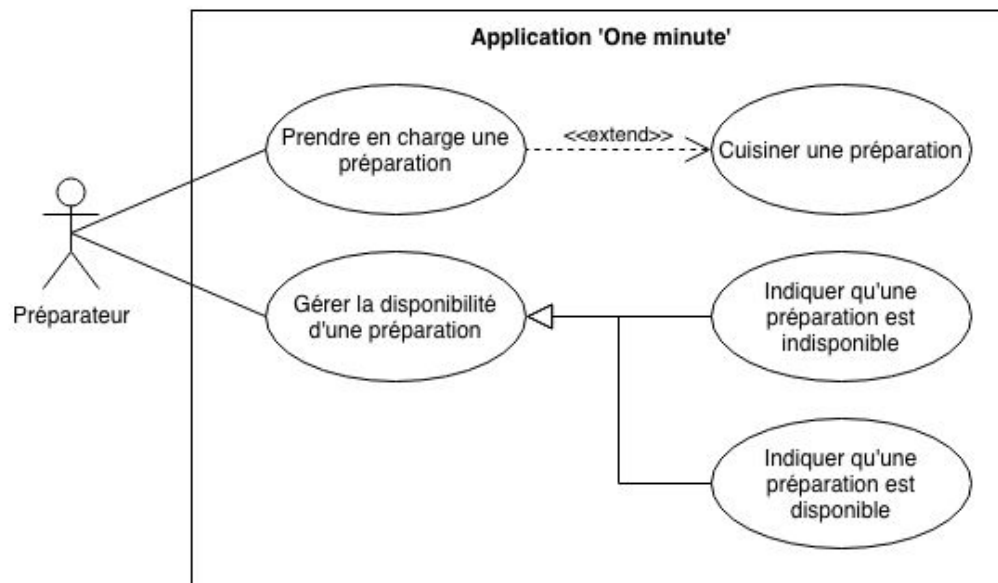 Application 'One minute'
Prendre en charge une
préparation
<<extend>>
Cuisiner une préparation
Préparateur
Gérer la disponibilité
d'une préparation
Indiquer qu'une
préparation est
indisponible
Indiquer qu'une
préparation est
disponible